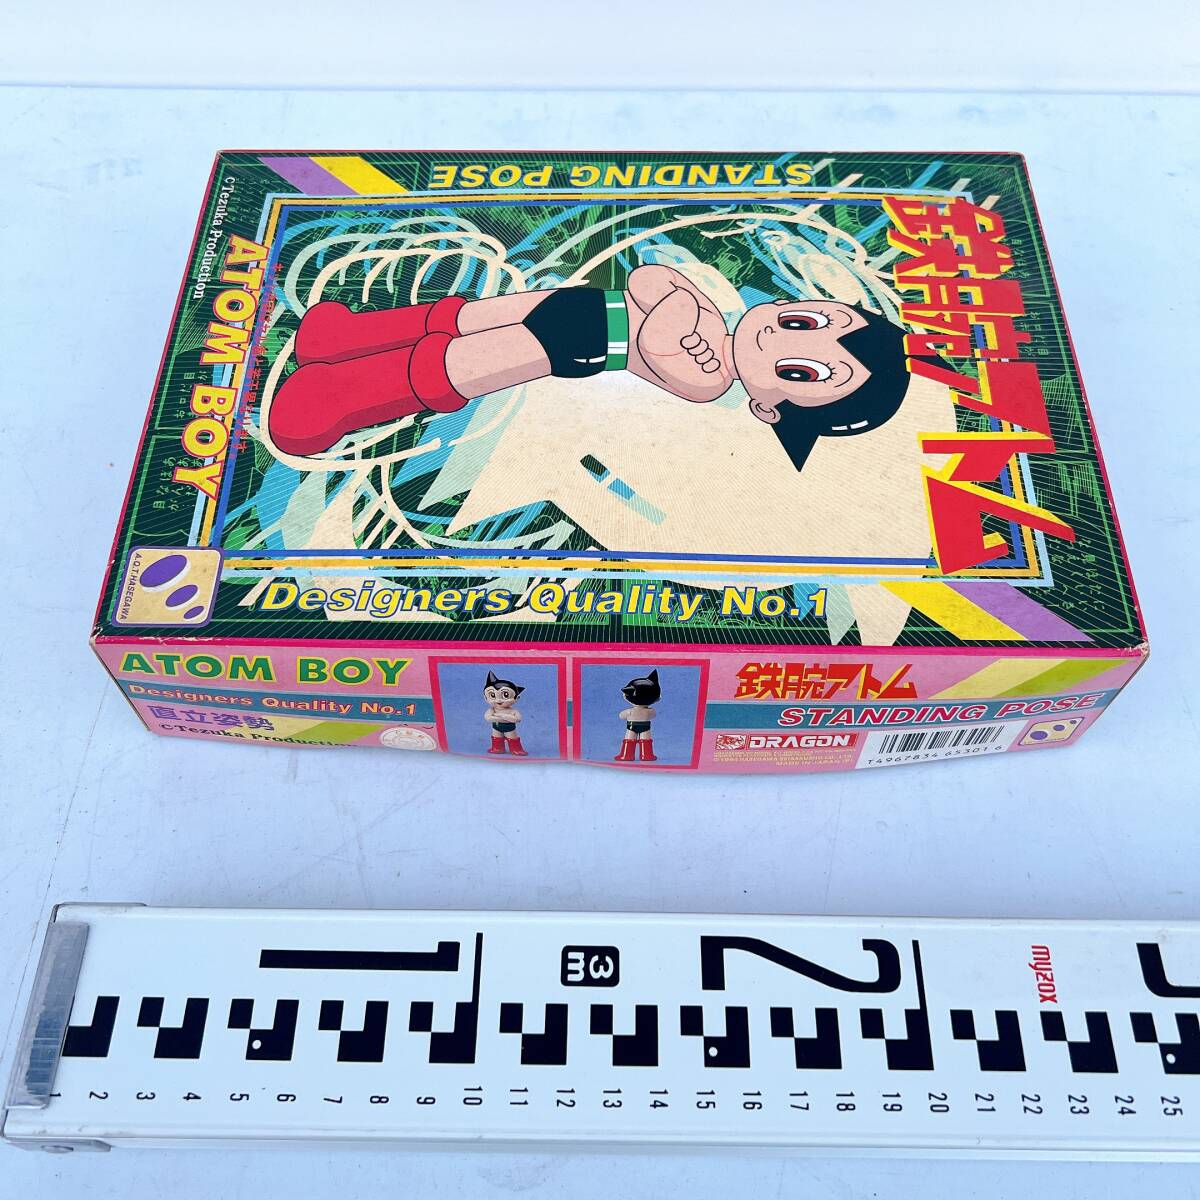 STANDING POSE
鉄腕アトム
©Tezuka Production
ATOM BOY
Designers Quality No.1
A.Q.T.HASEGAWA
ATOM BOY
Designers Quality No.1
直立姿勢
©Tezuka Production
鉄腕アトム
STANDING POSE
DRAGON
MADE IN JAPAN
T4967834 653016
1
3m
2
myzox
1 2 3 4 5 6 7 8 9 10 11 12 13 14 15 16 17 18 19 20 21 22 23 24 25